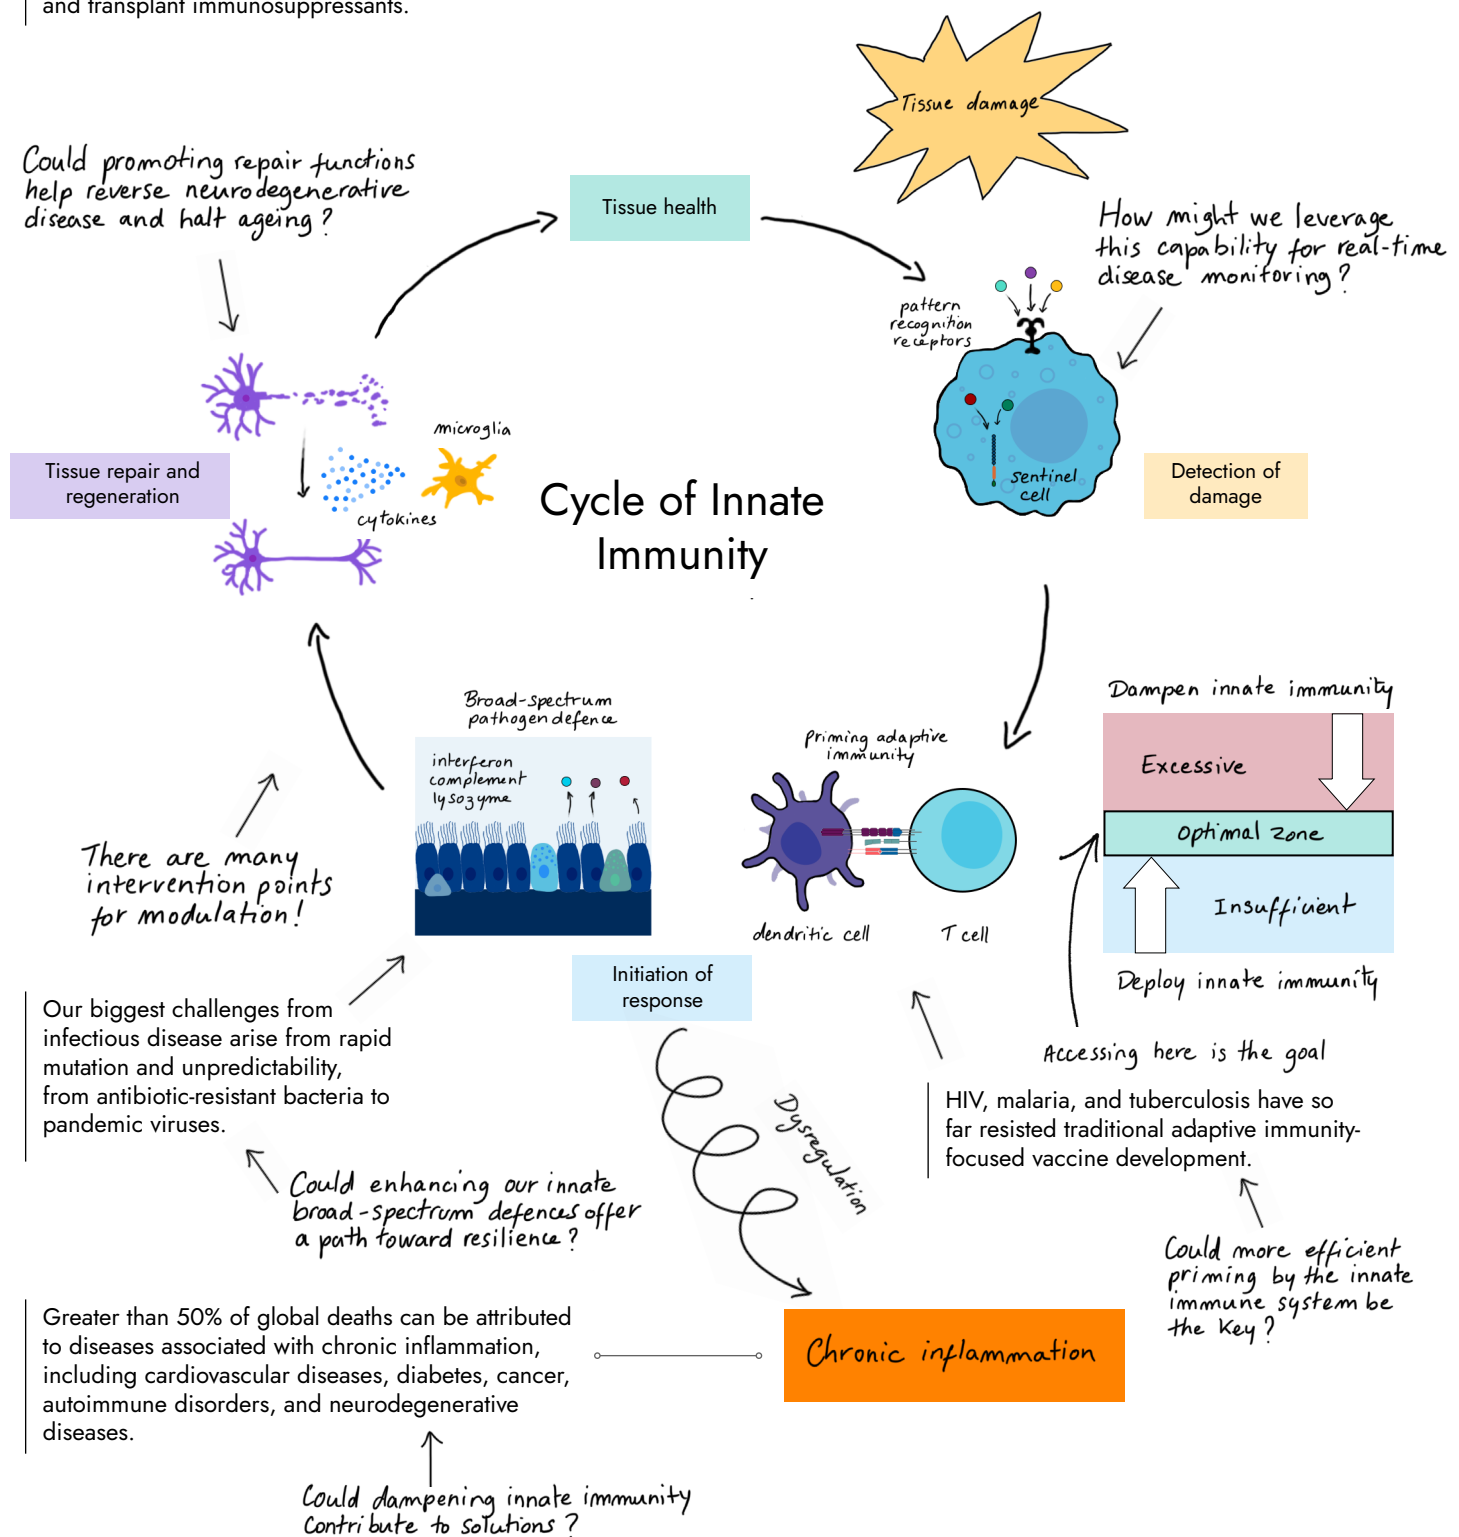 and transplant immunosuppressants.
Tissue damage
Could promoting repair functions
help reverse neurodegenerative
disease and halt ageing?
Tissue health
How might we leverage
this capability for real-time
disease monitoring?
pattern
recognition
receptors
microglia
Tissue repair and
regeneration
cytokines
Cycle of Innate
Immunity
sentinel
cell
Detection of
damage
Broad-spectrum
pathogen defence
interferon
complement
lysozyme
priming adaptive
immunity
Dampen innate immunity
Excessive
Optimal zone
Insufficient
Deploy innate immunity
There are many
intervention points
for modulation!
dendritic cell
T cell
Initiation of
response
Accessing here is the goal
Our biggest challenges from
infectious disease arise from rapid
mutation and unpredictability,
from antibiotic-resistant bacteria to
pandemic viruses.
Dysregulation
HIV, malaria, and tuberculosis have so
far resisted traditional adaptive immunity-
focused vaccine development.
Could enhancing our innate
broad-spectrum defences offer
a path toward resilience?
Could more efficient
priming by the innate
immune system be
the key?
Greater than 50% of global deaths can be attributed
to diseases associated with chronic inflammation,
including cardiovascular diseases, diabetes, cancer,
autoimmune disorders, and neurodegenerative
diseases.
Chronic inflammation
Could dampening innate immunity
contribute to solutions?